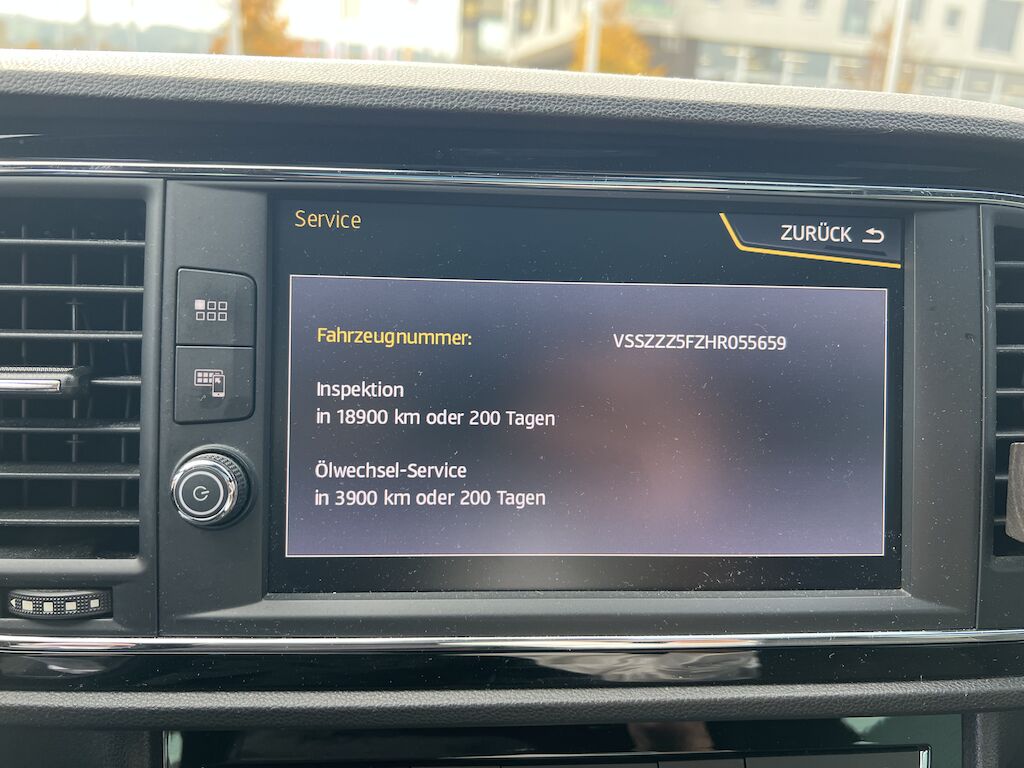 Service
ZURÜCK
Fahrzeugnummer: VSSZZZ5FZHR055659
Inspektion
in 18900 km oder 200 Tagen
Ölwechsel-Service
in 3900 km oder 200 Tagen